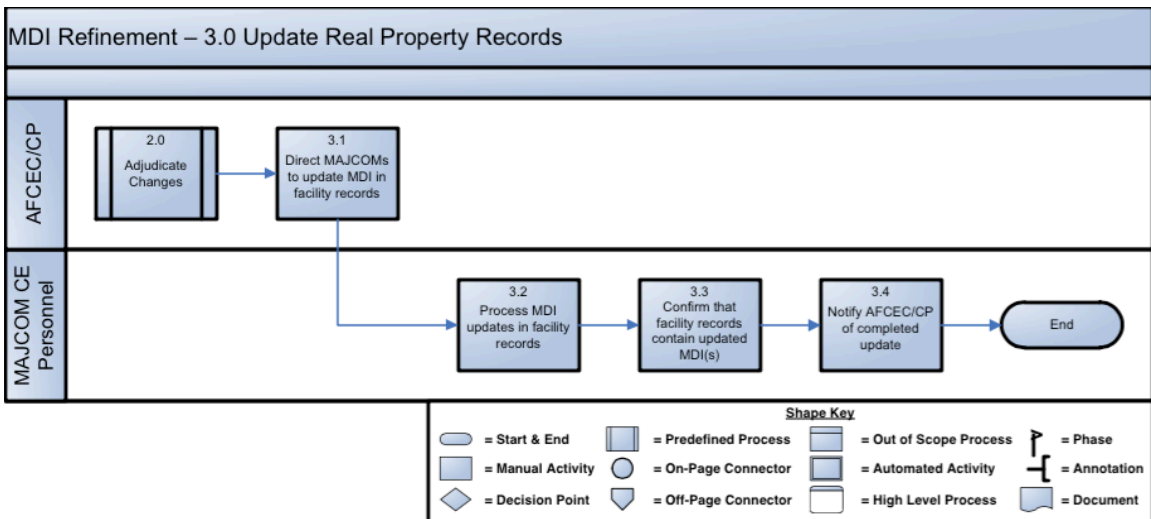 MDI Refinement – 3.0 Update Real Property Records
AFCEC/CP
2.0
Adjudicate
Changes
3.1
Direct MAJCOMs
to update MDI in
facility records
MAJCOM CE
Personnel
3.2
Process MDI
updates in facility
records
3.3
Confirm that
facility records
contain updated
MDI(s)
3.4
Notify AFCEC/CP
of completed
update
End
Shape Key
= Start & End
= Predefined Process
= Out of Scope Process
= Phase
= Manual Activity
= On-Page Connector
= Automated Activity
= Annotation
= Decision Point
= Off-Page Connector
= High Level Process
= Document